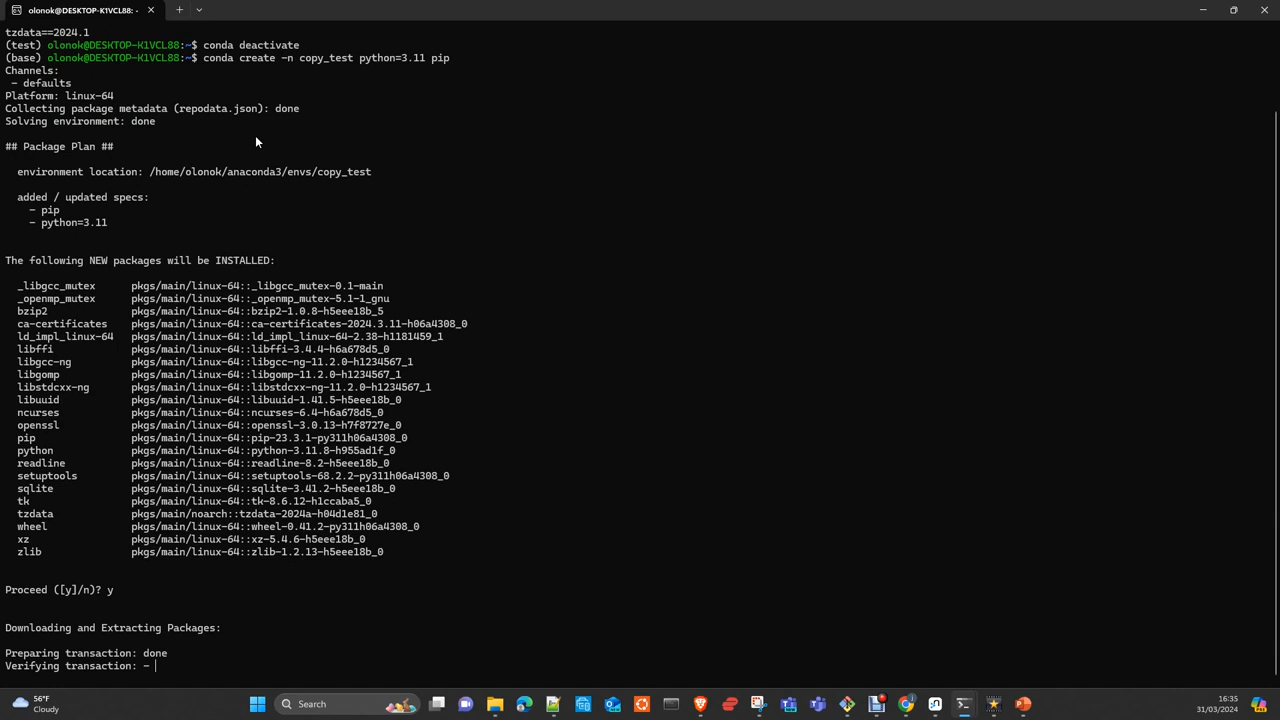 olonok@DESKTOP-K1VCL88: ~
tzdata==2024.1
(test) olonok@DESKTOP-K1VCL88:~$ conda deactivate
(base) olonok@DESKTOP-K1VCL88:~$ conda create -n copy_test python=3.11 pip
Channels:
- defaults
Platform: linux-64
Collecting package metadata (repodata.json): done
Solving environment: done
## Package Plan ##
environment location: /home/olonok/anaconda3/envs/copy_test
added / updated specs:
- pip
- python=3.11
The following NEW packages will be INSTALLED:
_libgcc_mutex pkgs/main/linux-64::_libgcc_mutex-0.1-main
_openmp_mutex pkgs/main/linux-64::_openmp_mutex-5.1-1_gnu
bzip2 pkgs/main/linux-64::bzip2-1.0.8-h5eee18b_5
ca-certificates pkgs/main/linux-64::ca-certificates-2024.3.11-h06a4308_0
ld_impl_linux-64 pkgs/main/linux-64::ld_impl_linux-64-2.38-h1181459_1
libffi pkgs/main/linux-64::libffi-3.4.4-h6a678d5_0
libgcc-ng pkgs/main/linux-64::libgcc-ng-11.2.0-h1234567_1
libgomp pkgs/main/linux-64::libgomp-11.2.0-h1234567_1
libstdcxx-ng pkgs/main/linux-64::libstdcxx-ng-11.2.0-h1234567_1
libuuid pkgs/main/linux-64::libuuid-1.41.5-h5eee18b_0
ncurses pkgs/main/linux-64::ncurses-6.4-h6a678d5_0
openssl pkgs/main/linux-64::openssl-3.0.13-h7f8727e_0
pip pkgs/main/linux-64::pip-23.3.1-py311h06a4308_0
python pkgs/main/linux-64::python-3.11.8-h955ad1f_0
readline pkgs/main/linux-64::readline-8.2-h5eee18b_0
setuptools pkgs/main/linux-64::setuptools-68.2.2-py311h06a4308_0
sqlite pkgs/main/linux-64::sqlite-3.41.2-h5eee18b_0
tk pkgs/main/linux-64::tk-8.6.12-h1ccaba5_0
tzdata pkgs/main/noarch::tzdata-2024a-h04d1e81_0
wheel pkgs/main/linux-64::wheel-0.41.2-py311h06a4308_0
xz pkgs/main/linux-64::xz-5.4.6-h5eee18b_0
zlib pkgs/main/linux-64::zlib-1.2.13-h5eee18b_0
Proceed ([y]/n)? y
Downloading and Extracting Packages:
Preparing transaction: done
Verifying transaction: -
56°F
Cloudy
Search
16:35
31/03/2024